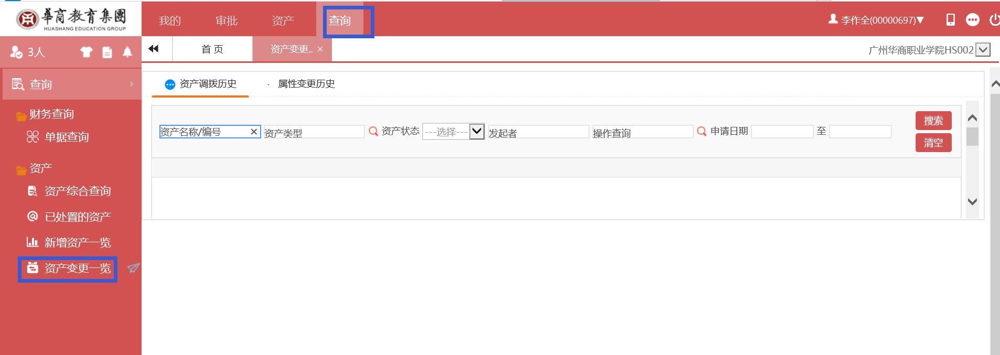 華商教育集團
HUASHANG EDUCATION GROUP
我的 审批 资产 查询
李作全(00000697)▼
3人
首 页 资产变更.. ×
广州华商职业学院HS002
查询
财务查询
单据查询
资产
资产综合查询
已处置的资产
新增资产一览
资产变更一览
资产调拨历史 · 属性变更历史
资产名称/编号 × 资产类型 资产状态 ---选择--- 发起者 操作查询 申请日期 至
搜索
清空